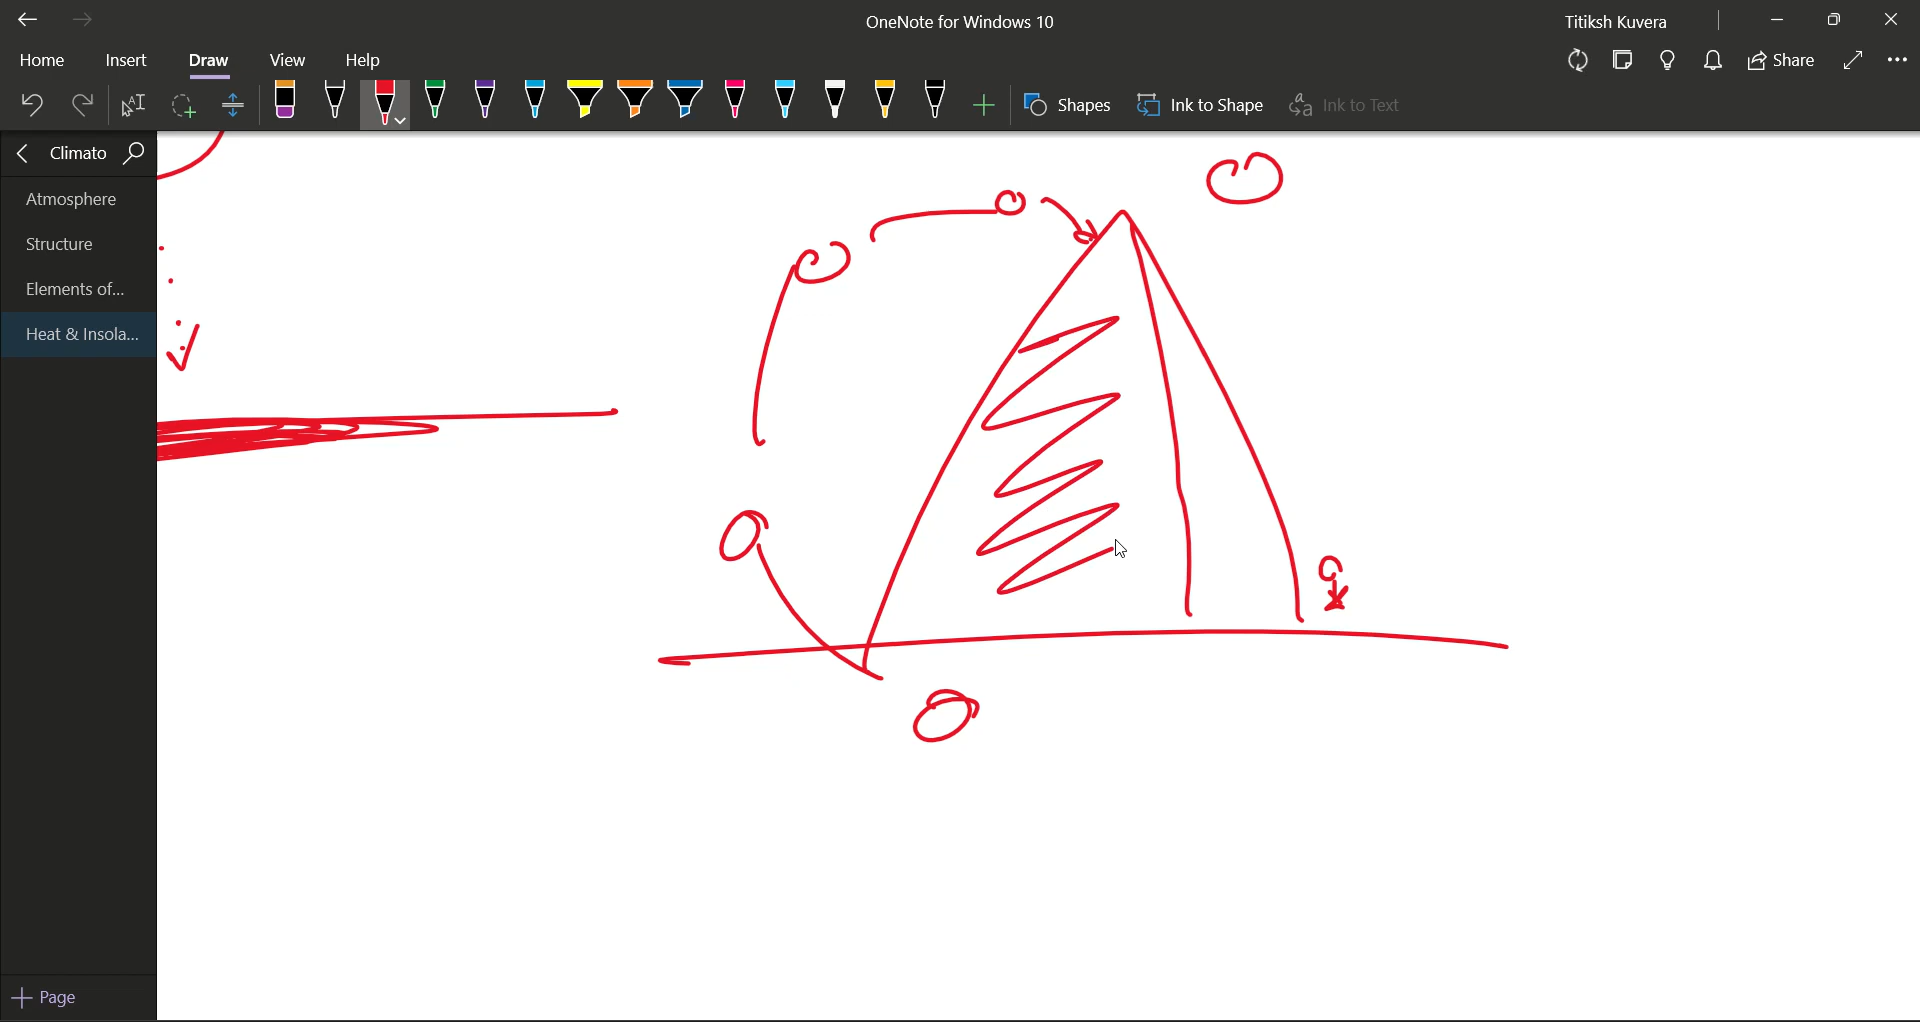 OneNote for Windows 10
Titiksh Kuvera
Home Insert Draw View Help
Share
Shapes Ink to Shape Ink to Text
Climato
Atmosphere
Structure
Elements of...
Heat & Insola...
Page